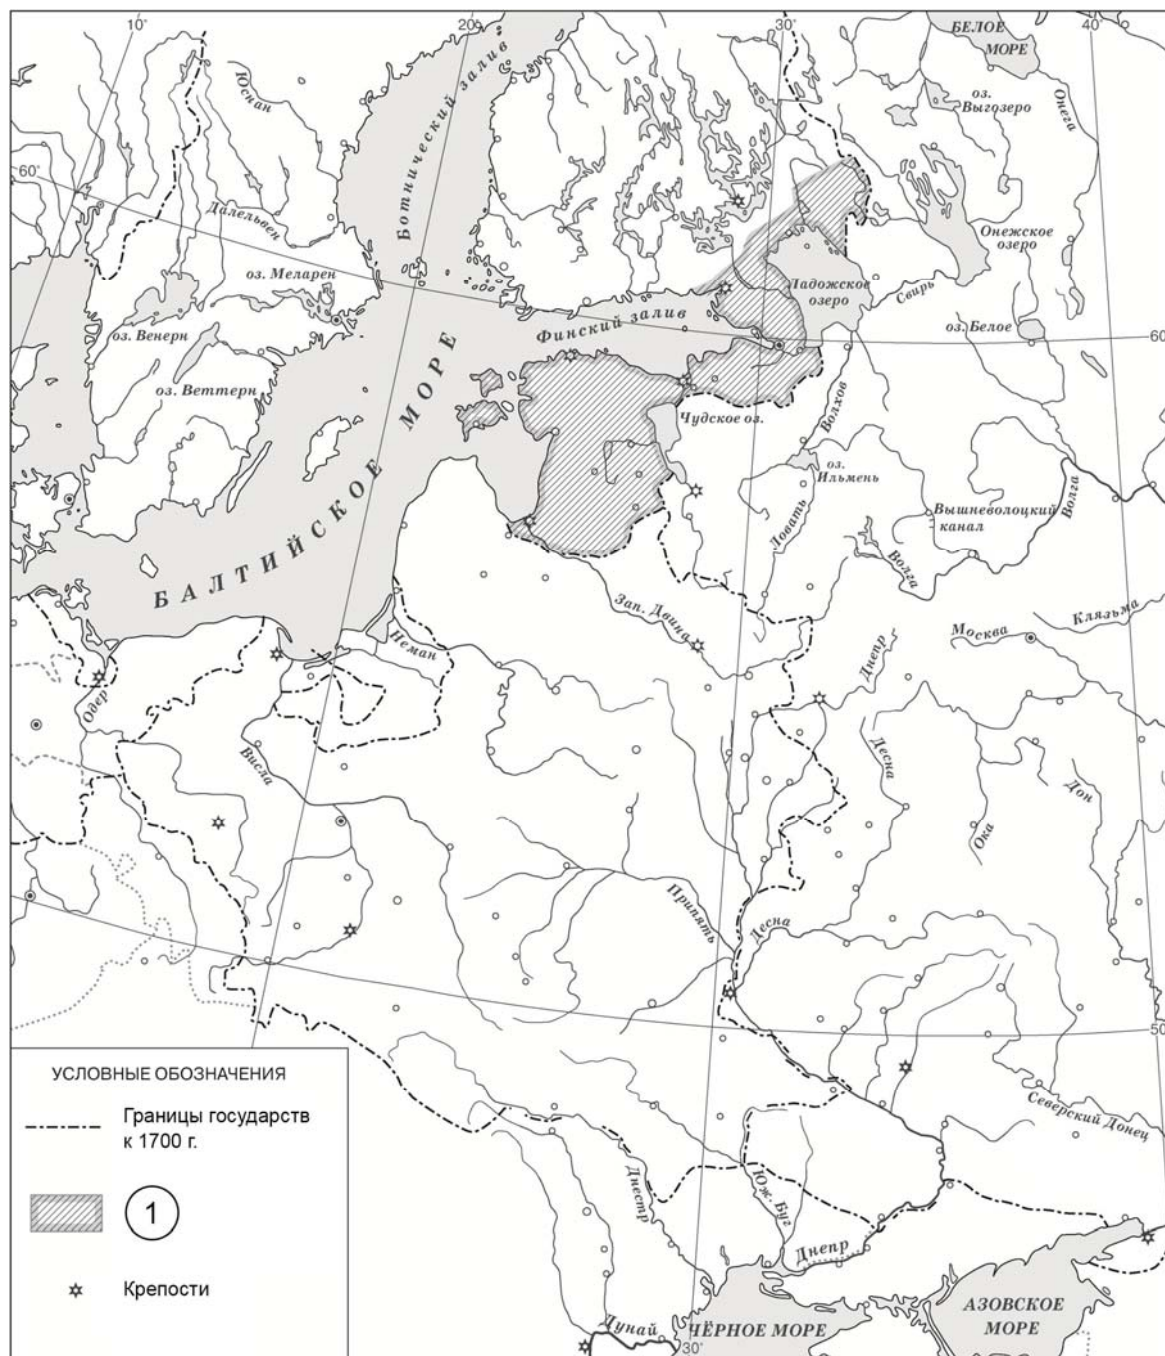 10°
20°
30°
40°
БЕЛОЕ
МОРЕ
оз.
Выгозеро
Онега
Юнкан
Ботнический залив
60°
Далельвен
оз. Меларен
оз. Венерн
оз. Веттерн
Онежское
озеро
Ладожское
озеро
Свирь
оз. Белое
60
Финский залив
Чудское оз.
Волхов
оз.
Ильмень
Ловать
Вышневолоцкий
канал
Волга
Волга
БАЛТИЙСКОЕ МОРЕ
Зап. Двина
Неман
Днепр
Москва
Клязьма
Одер
Висла
Десна
Ока
Дон
Припять
Десна
50
Северский Донец
Днестр
Юж. Буг
Днепр
Дунай
ЧЁРНОЕ МОРЕ
30°
АЗОВСКОЕ
МОРЕ
УСЛОВНЫЕ ОБОЗНАЧЕНИЯ
Границы государств
к 1700 г.
1
Крепости